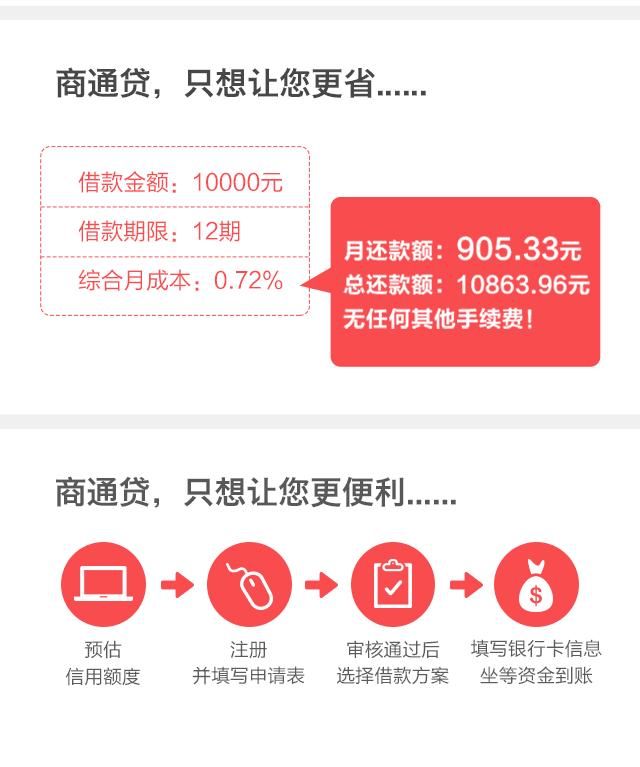 商通贷，只想让您更省......
借款金额：10000元
借款期限：12期
综合月成本：0.72%
月还款额：905.33元
总还款额：10863.96元
无任何其他手续费！
商通贷，只想让您更便利......
预估
信用额度
注册
并填写申请表
审核通过后
选择借款方案
$
填写银行卡信息
坐等资金到账